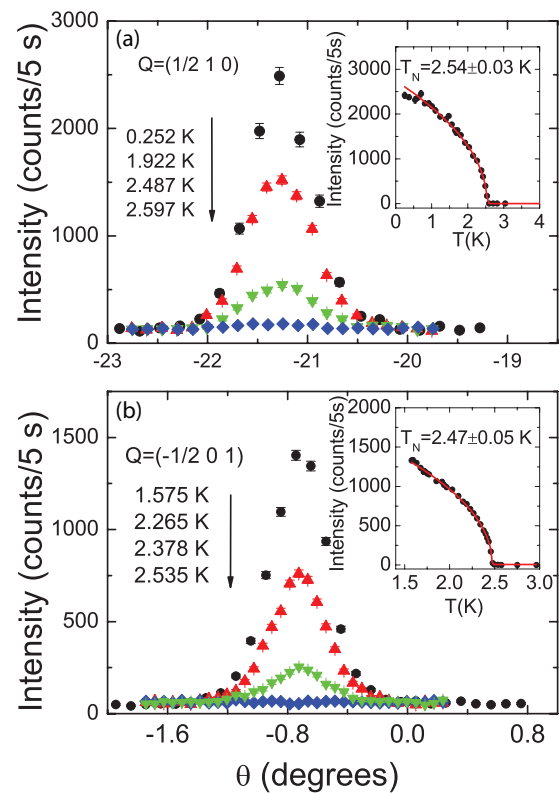 (a)
Q=(1/2 1 0)
0.252 K
1.922 K
2.487 K
2.597 K
Intensity (counts/5 s)
3000
2000
1000
0
-23
-22
-21
-20
-19
T_N=2.54±0.03 K
Intensity (counts/5s)
3000
2500
2000
1500
1000
500
0
0
1
2
3
4
T(K)
(b)
Q=(-1/2 0 1)
1.575 K
2.265 K
2.378 K
2.535 K
Intensity (counts/5 s)
1500
1000
500
0
-1.6
-0.8
0.0
0.8
θ (degrees)
T_N=2.47±0.05 K
Intensity (counts/5s)
2000
1500
1000
500
0
1.5
2.0
2.5
3.0
T(K)